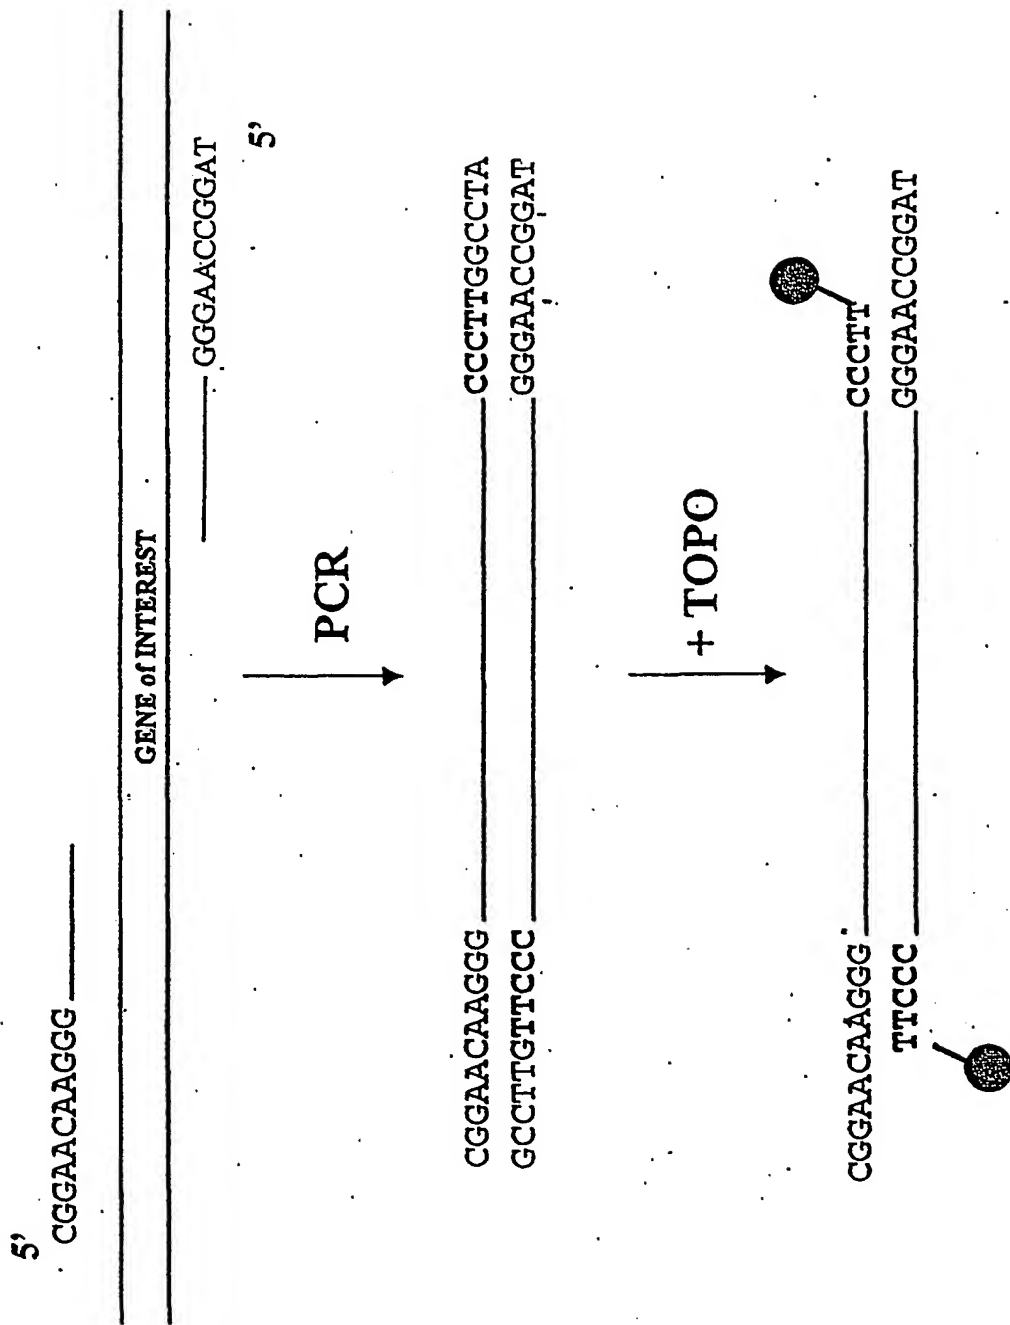 5'
CGGAACAAGGG
GENE of INTEREST
GGGAACCGGAT
5'
PCR
CGGAACAAGGG CCCTTGGCCTA
GCCTTGTTCCC GGGAACCGGAT
+ TOPO
CGGAACAAGGG CCCTT
TTCCC GGGAACCGGAT